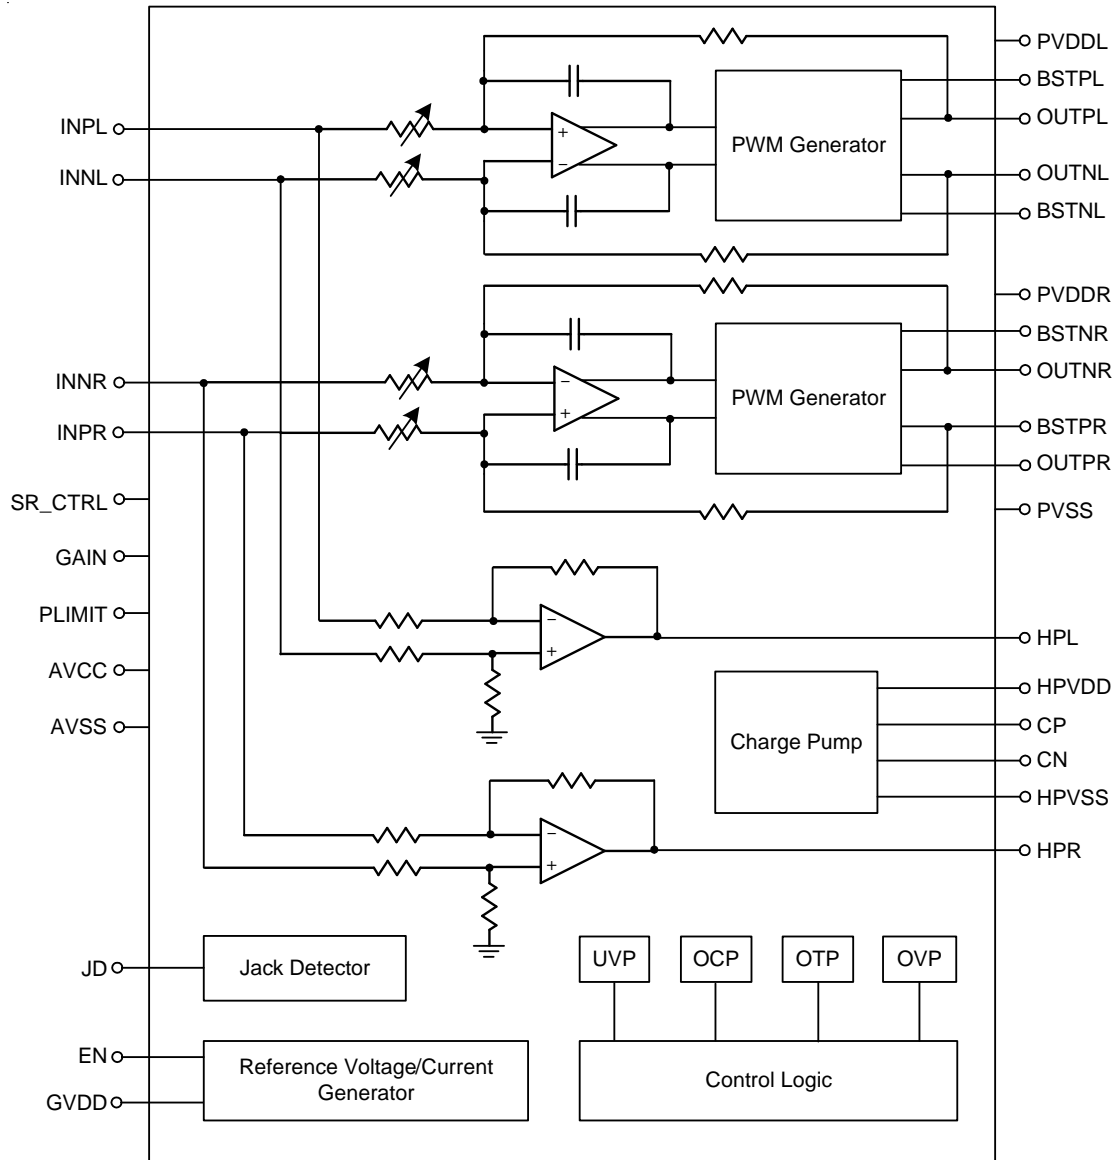 PVDDL
BSTPL
INPL
+
PWM Generator
OUTPL
INNL
−
OUTNL
BSTNL
PVDDR
BSTNR
INNR
−
PWM Generator
OUTNR
INPR
+
BSTPR
OUTPR
SR_CTRL
PVSS
GAIN
PLIMIT
−
HPL
+
AVCC
HPVDD
AVSS
Charge Pump
CP
CN
HPVSS
−
HPR
+
JD
Jack Detector
UVP
OCP
OTP
OVP
EN
Reference Voltage/Current
Generator
Control Logic
GVDD